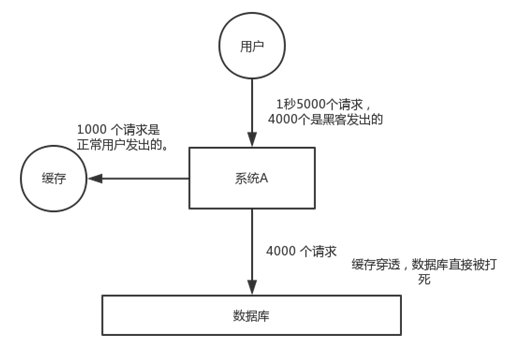 用户
1秒5000个请求，
4000个是黑客发出的
1000 个请求是
正常用户发出的。
缓存
系统A
4000 个请求
缓存穿透，数据库直接被打
死
数据库